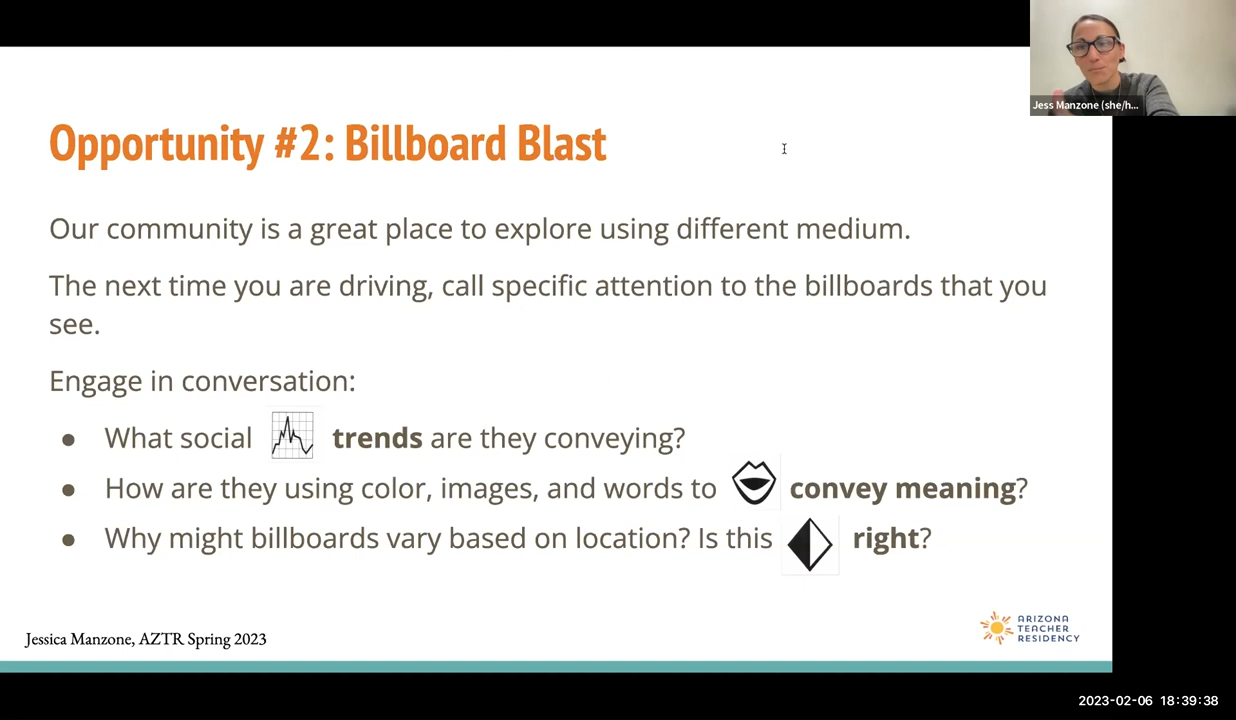 Jess Manzone (she/h...
Opportunity #2: Billboard Blast
Our community is a great place to explore using different medium.
The next time you are driving, call specific attention to the billboards that you
see.
Engage in conversation:
● What social trends are they conveying?
● How are they using color, images, and words to convey meaning?
● Why might billboards vary based on location? Is this right?
Jessica Manzone, AZTR Spring 2023
ARIZONA
TEACHER
RESIDENCY
2023-02-06 18:39:38